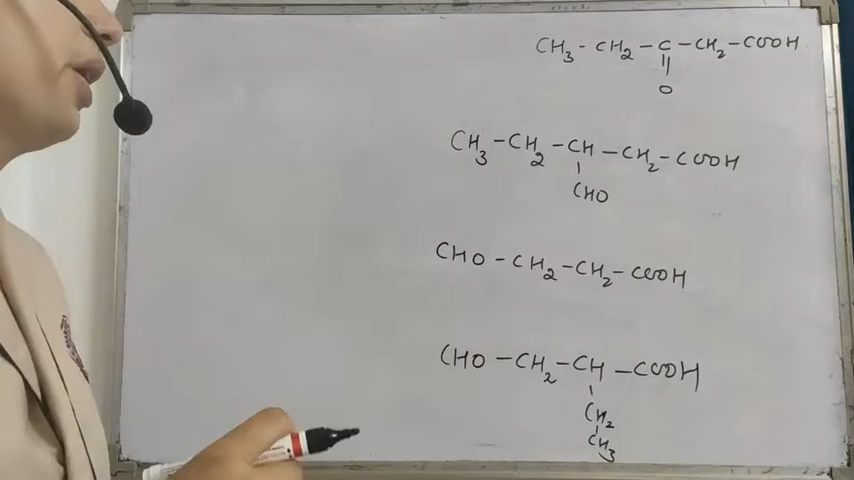 CH3 - CH2 - C - CH2 - COOH
||
O
CH3 - CH2 - CH - CH2 - COOH
|
CHO
CHO - CH2 - CH2 - COOH
CHO - CH2 - CH - COOH
|
CH2
|
CH3